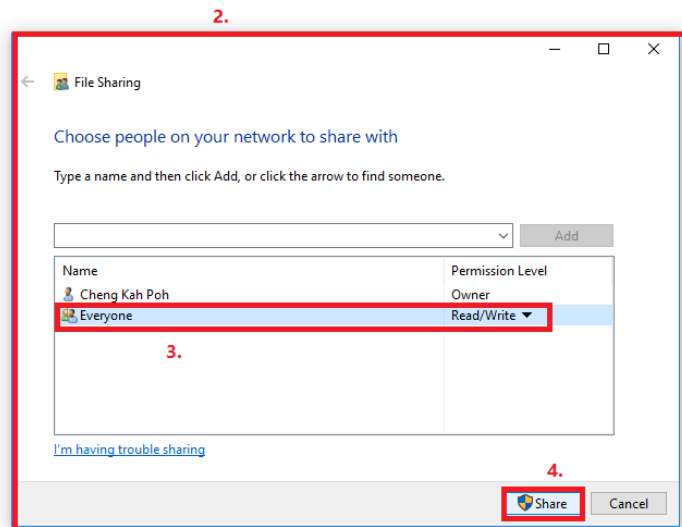 2.
File Sharing
Choose people on your network to share with
Type a name and then click Add, or click the arrow to find someone.
Add
Name Permission Level
Cheng Kah Poh Owner
Everyone Read/Write
3.
I'm having trouble sharing
4.
Share Cancel